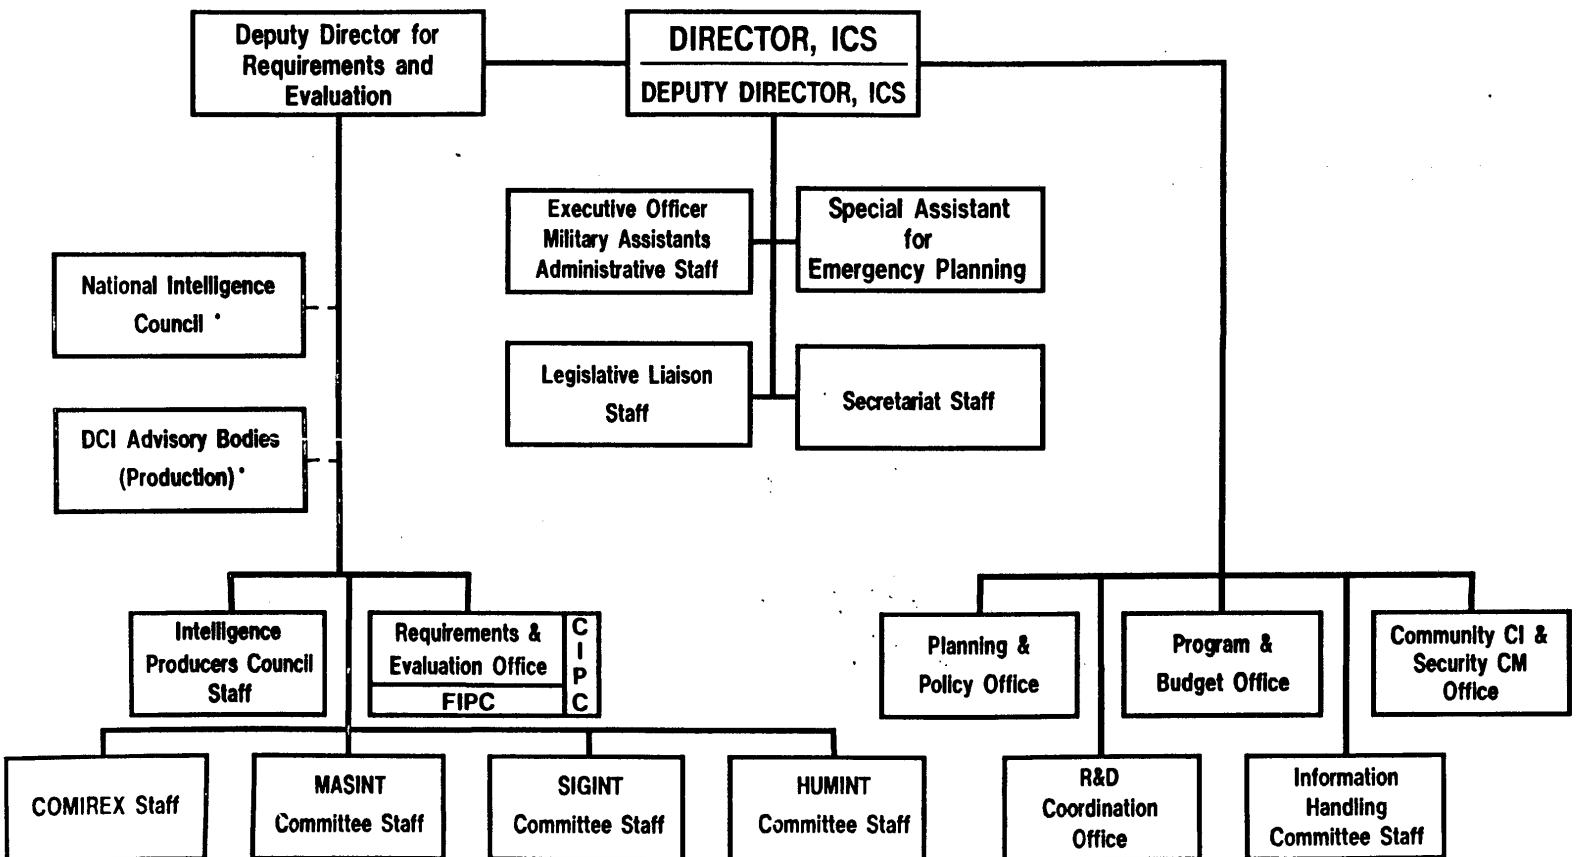 Deputy Director for
Requirements and
Evaluation
DIRECTOR, ICS
DEPUTY DIRECTOR, ICS
Executive Officer
Military Assistants
Administrative Staff
Special Assistant
for
Emergency Planning
National Intelligence
Council *
Legislative Liaison
Staff
Secretariat Staff
DCI Advisory Bodies
(Production) *
Intelligence
Producers Council
Staff
Requirements &
Evaluation Office
FIPC
CIPC
Planning &
Policy Office
Program &
Budget Office
Community CI &
Security CM
Office
COMIREX Staff
MASINT
Committee Staff
SIGINT
Committee Staff
HUMINT
Committee Staff
R&D
Coordination
Office
Information
Handling
Committee Staff